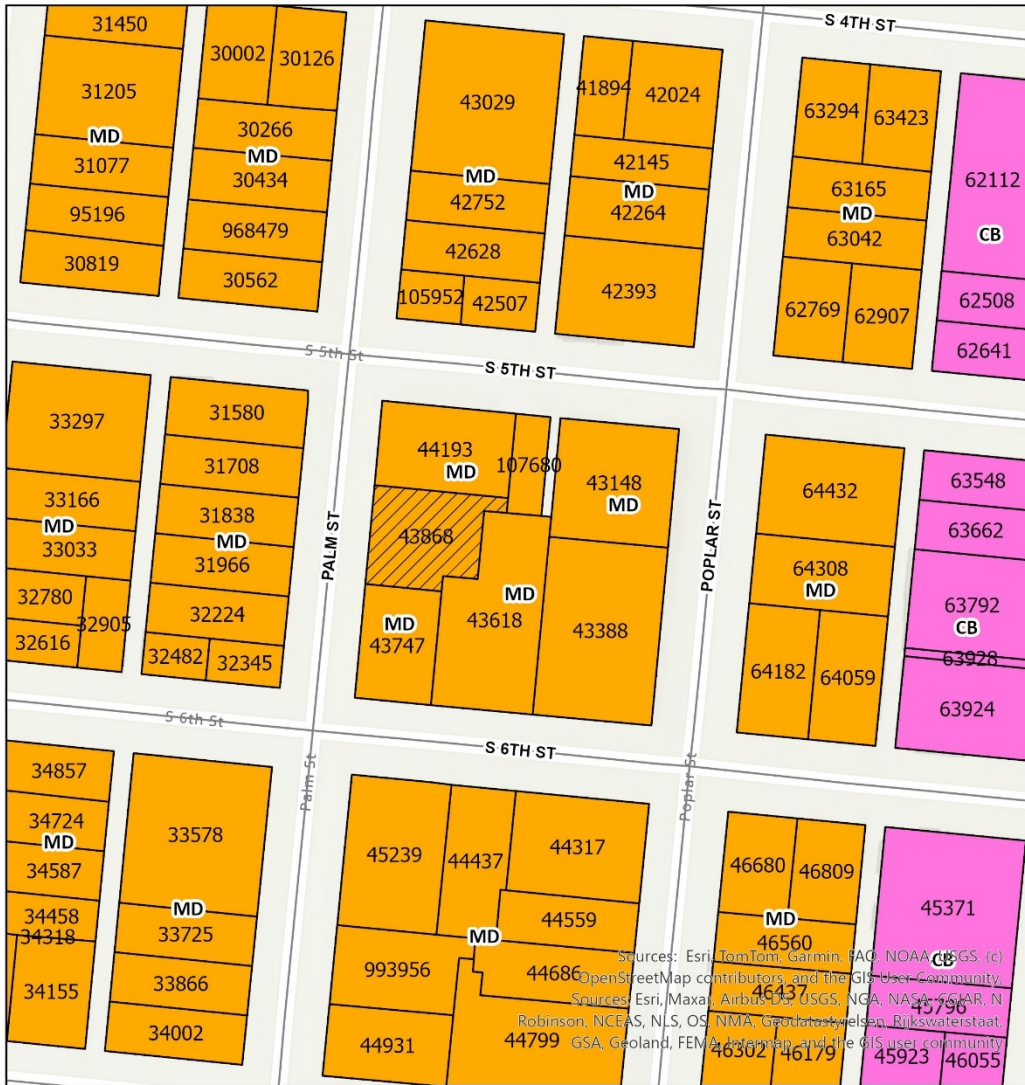 S 4TH ST
31450
30002
30126
31205
30266
MD
MD
31077
30434
95196
968479
30819
30562
43029
41894
42024
42145
MD
MD
42752
42264
42628
42393
105952
42507
63294
63423
62112
63165
MD
63042
CB
62769
62907
62508
62641
S 5th St
S 5TH ST
33297
31580
31708
33166
31838
MD
MD
33033
31966
32780
32905
32224
32616
32482
32345
PALM ST
44193
MD
107680
43148
MD
43868
43618
MD
MD
43747
43388
POPLAR ST
64432
63548
63662
64308
MD
63792
CB
63928
64182
64059
63924
S 6th St
S 6TH ST
Palm St
Poplar St
34857
34724
MD
34587
34458
34318
34155
33578
MD
33725
33866
34002
45239
44437
44317
44559
MD
993956
44686
44931
44799
46680
46809
MD
46560
46437
46302
46179
45371
CB
45796
45923
46055
Sources: Esri, TomTom, Garmin, FAO, NOAA, USGS, (c)
OpenStreetMap contributors, and the GIS User Community,
Sources: Esri, Maxar, Airbus DS, USGS, NGA, NASA, CGIAR, N
Robinson, NCEAS, NLS, OS, NMA, Geodatastyrelsen, Rijkswaterstaat,
GSA, Geoland, FEMA, Intermap, and the GIS user community